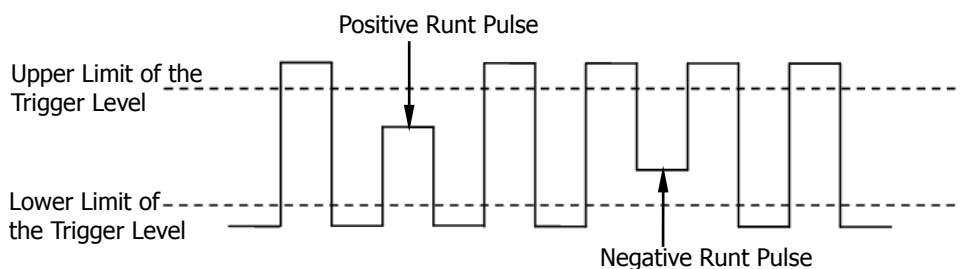 Positive Runt Pulse
Upper Limit of the
Trigger Level
Lower Limit of
the Trigger Level
Negative Runt Pulse